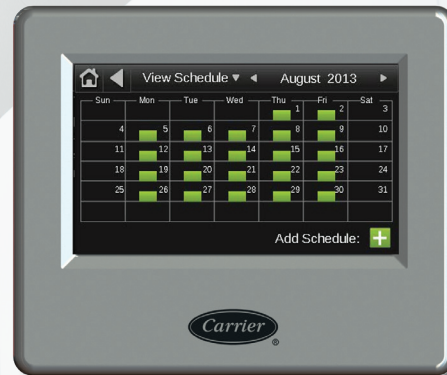 View Schedule ▾ ◂ August 2013 ▸
Sun Mon Tue Wed Thu Fri Sat
1 2 3
4 5 6 7 8 9 10
11 12 13 14 15 16 17
18 19 20 21 22 23 24
25 26 27 28 29 30 31
Add Schedule: +
Carrier ®